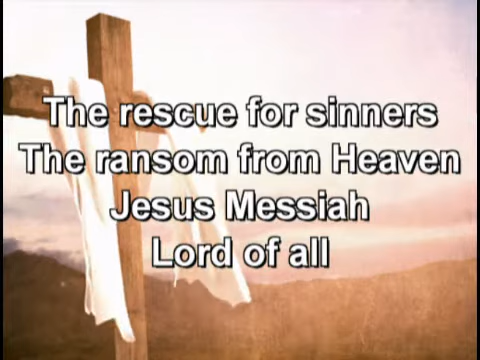 The rescue for sinners
The ransom from Heaven
Jesus Messiah
Lord of all